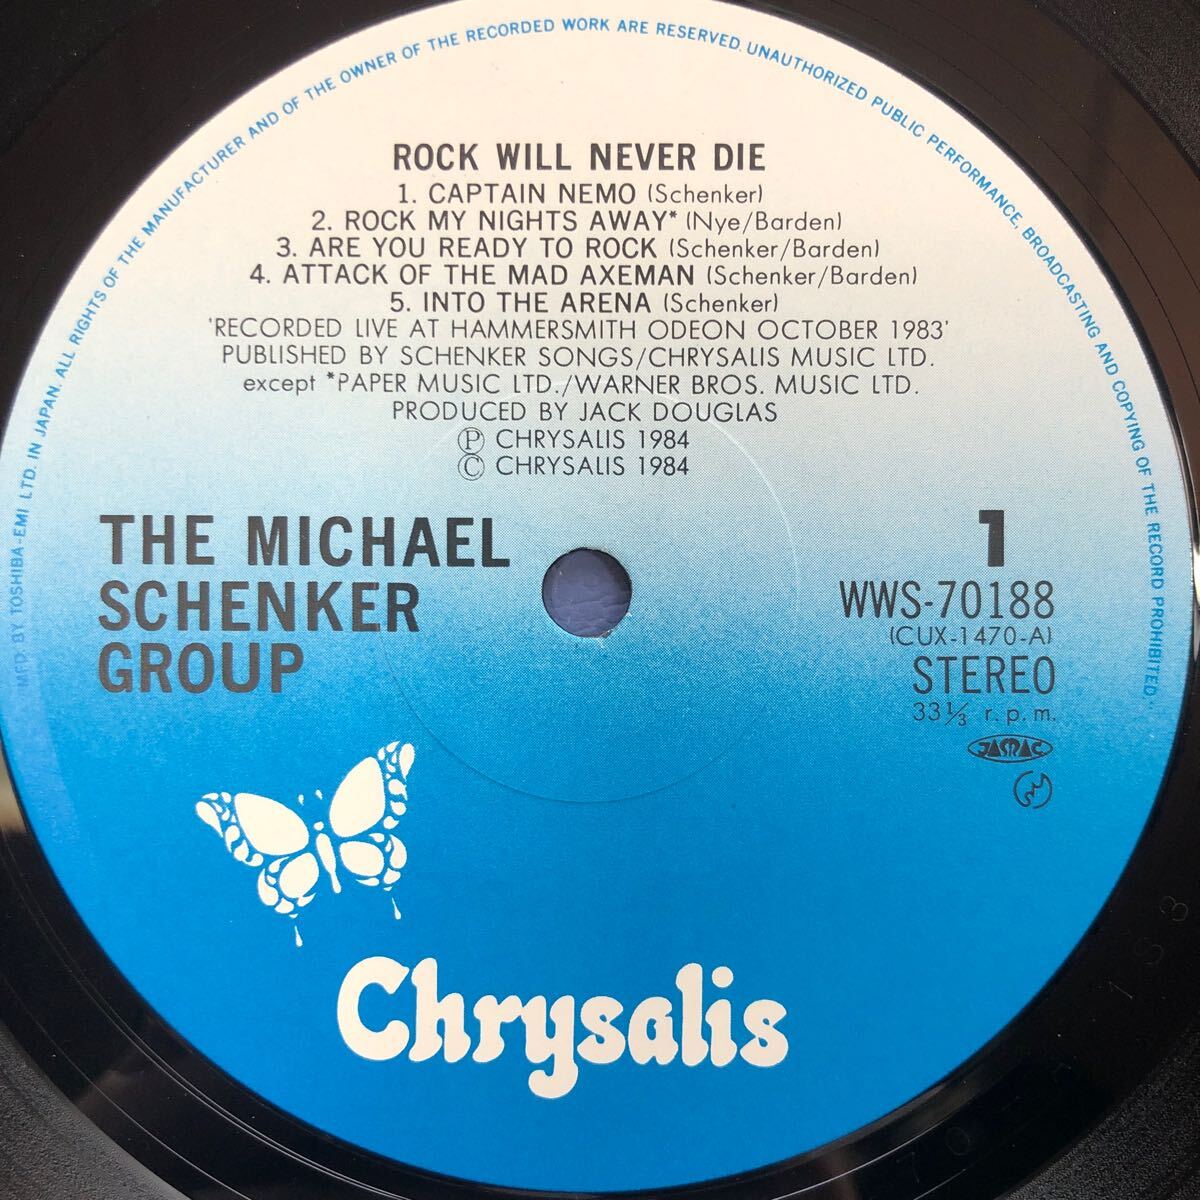 MFD. BY TOSHIBA-EMI LTD. IN JAPAN. ALL RIGHTS OF THE MANUFACTURER AND OF THE OWNER OF THE RECORDED WORK ARE RESERVED. UNAUTHORIZED PUBLIC PERFORMANCE, BROADCASTING AND COPYING OF THE RECORD PROHIBITED.
ROCK WILL NEVER DIE
1. CAPTAIN NEMO (Schenker)
2. ROCK MY NIGHTS AWAY* (Nye/Barden)
3. ARE YOU READY TO ROCK (Schenker/Barden)
4. ATTACK OF THE MAD AXEMAN (Schenker/Barden)
5. INTO THE ARENA (Schenker)
'RECORDED LIVE AT HAMMERSMITH ODEON OCTOBER 1983'
PUBLISHED BY SCHENKER SONGS/CHRYSALIS MUSIC LTD.
except *PAPER MUSIC LTD./WARNER BROS. MUSIC LTD.
PRODUCED BY JACK DOUGLAS
Ⓟ CHRYSALIS 1984
© CHRYSALIS 1984
THE MICHAEL
SCHENKER
GROUP
1
WWS-70188
(CUX-1470-A)
STEREO
33⅓ r.p.m.
JASRAC
Chrysalis